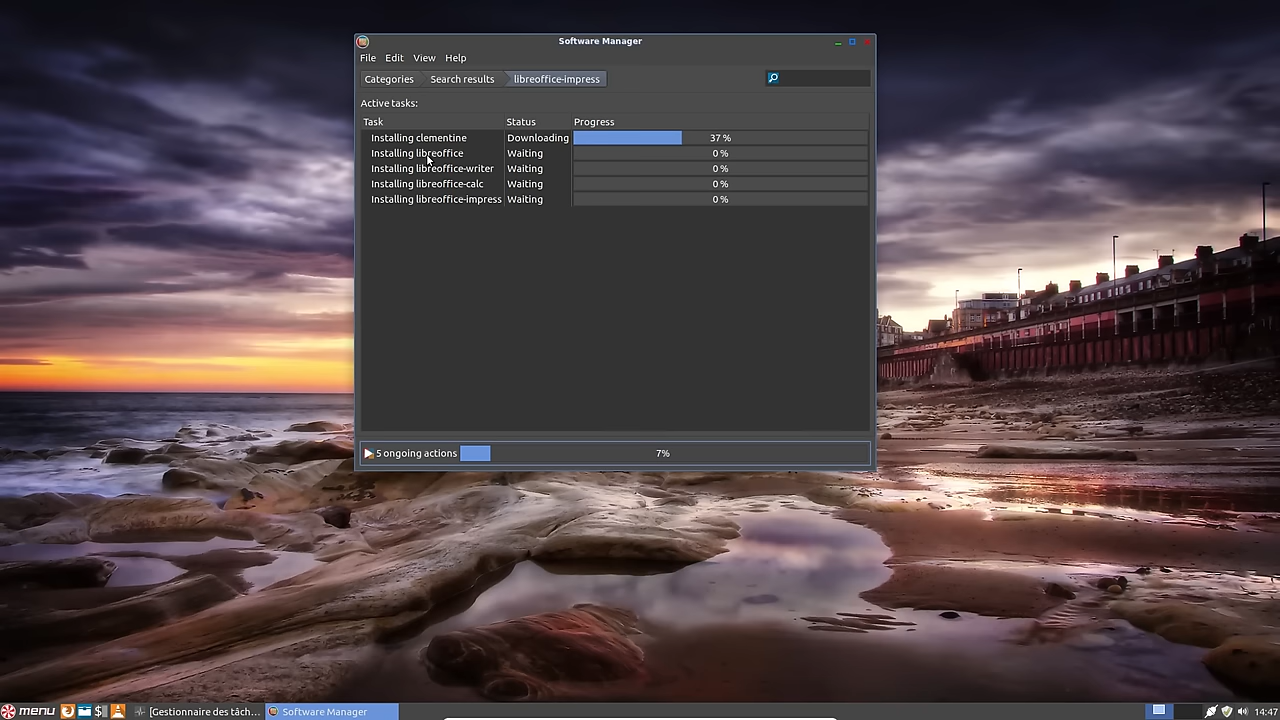 Software Manager
File Edit View Help
Categories Search results libreoffice-impress
Active tasks:
Task Status Progress
Installing clementine Downloading 37 %
Installing libreoffice Waiting 0 %
Installing libreoffice-writer Waiting 0 %
Installing libreoffice-calc Waiting 0 %
Installing libreoffice-impress Waiting 0 %
5 ongoing actions 7%
menu [Gestionnaire des tâch... Software Manager 14:47